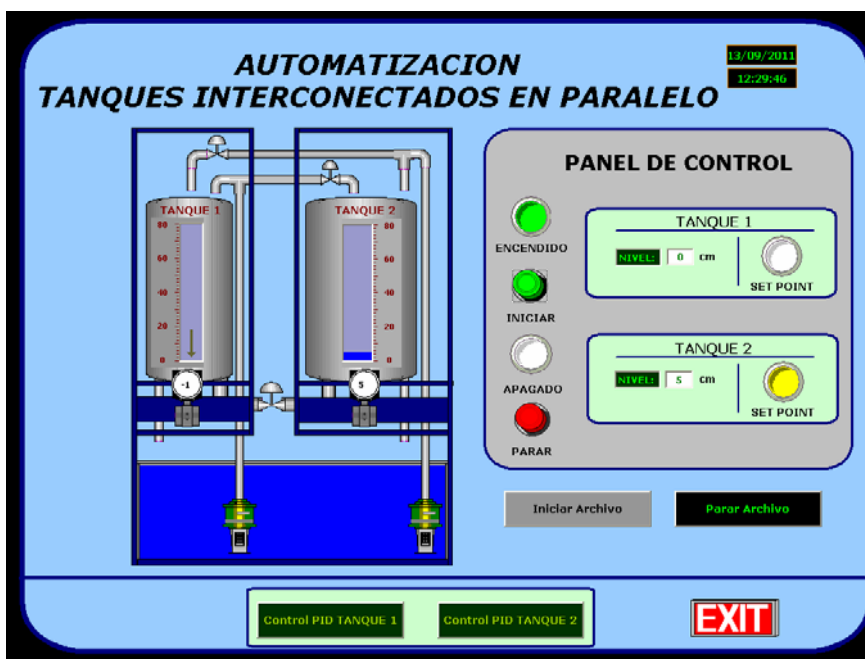 AUTOMATIZACION
TANQUES INTERCONECTADOS EN PARALELO
13/09/2011
12:29:46
TANQUE 1
80
60
40
20
0
-1
TANQUE 2
80
60
40
20
0
5
PANEL DE CONTROL
ENCENDIDO
INICIAR
APAGADO
PARAR
TANQUE 1
NIVEL: 0 cm
SET POINT
TANQUE 2
NIVEL: 5 cm
SET POINT
Iniciar Archivo
Parar Archivo
Control PID TANQUE 1
Control PID TANQUE 2
EXIT